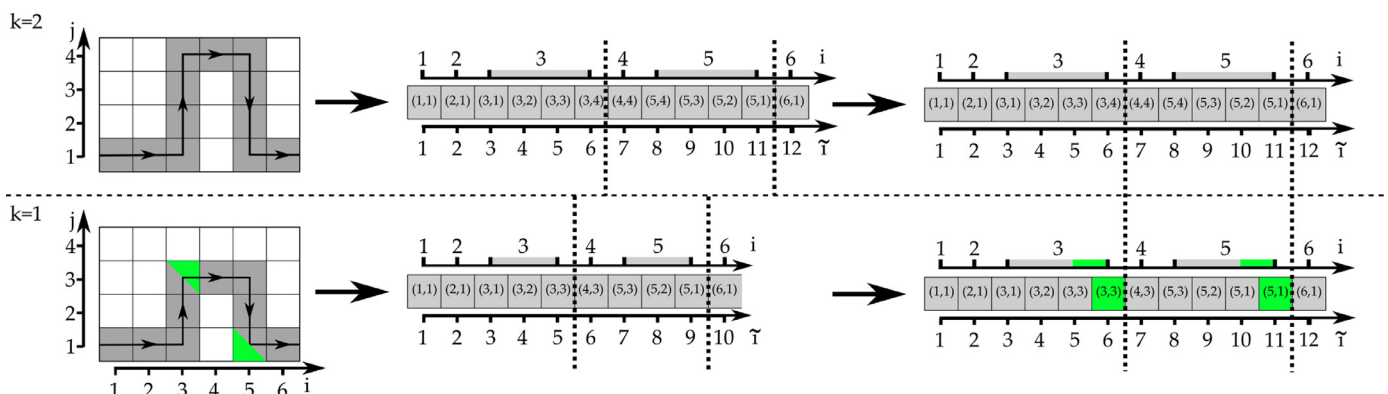 k=2
j
4
3
2
1
1 2 3 4 5 6 i
(1,1) (2,1) (3,1) (3,2) (3,3) (3,4) (4,4) (5,4) (5,3) (5,2) (5,1) (6,1)
1 2 3 4 5 6 7 8 9 10 11 12 ĩ
1 2 3 4 5 6 i
(1,1) (2,1) (3,1) (3,2) (3,3) (3,4) (4,4) (5,4) (5,3) (5,2) (5,1) (6,1)
1 2 3 4 5 6 7 8 9 10 11 12 ĩ
k=1
j
4
3
2
1
1 2 3 4 5 6 i
1 2 3 4 5 6 i
(1,1) (2,1) (3,1) (3,2) (3,3) (4,3) (5,3) (5,2) (5,1) (6,1)
1 2 3 4 5 6 7 8 9 10 ĩ
1 2 3 4 5 6 i
(1,1) (2,1) (3,1) (3,2) (3,3) (3,3) (4,3) (5,3) (5,2) (5,1) (5,1) (6,1)
1 2 3 4 5 6 7 8 9 10 11 12 ĩ